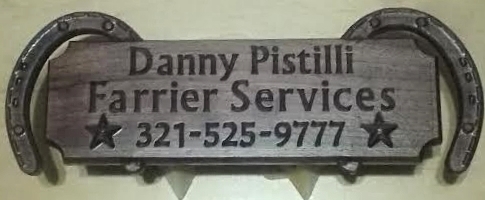 Danny Pistilli
Farrier Services
321-525-9777